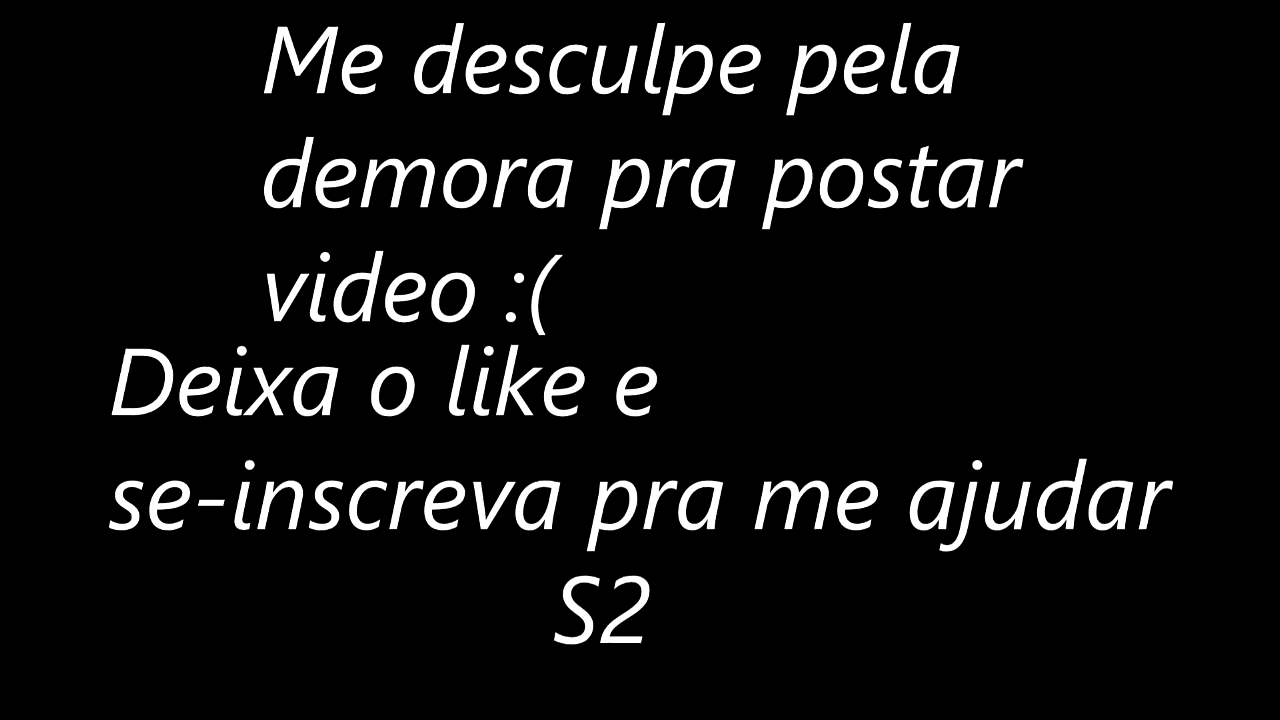 Me desculpe pela
demora pra postar
video :(
Deixa o like e
se-inscreva pra me ajudar
S2